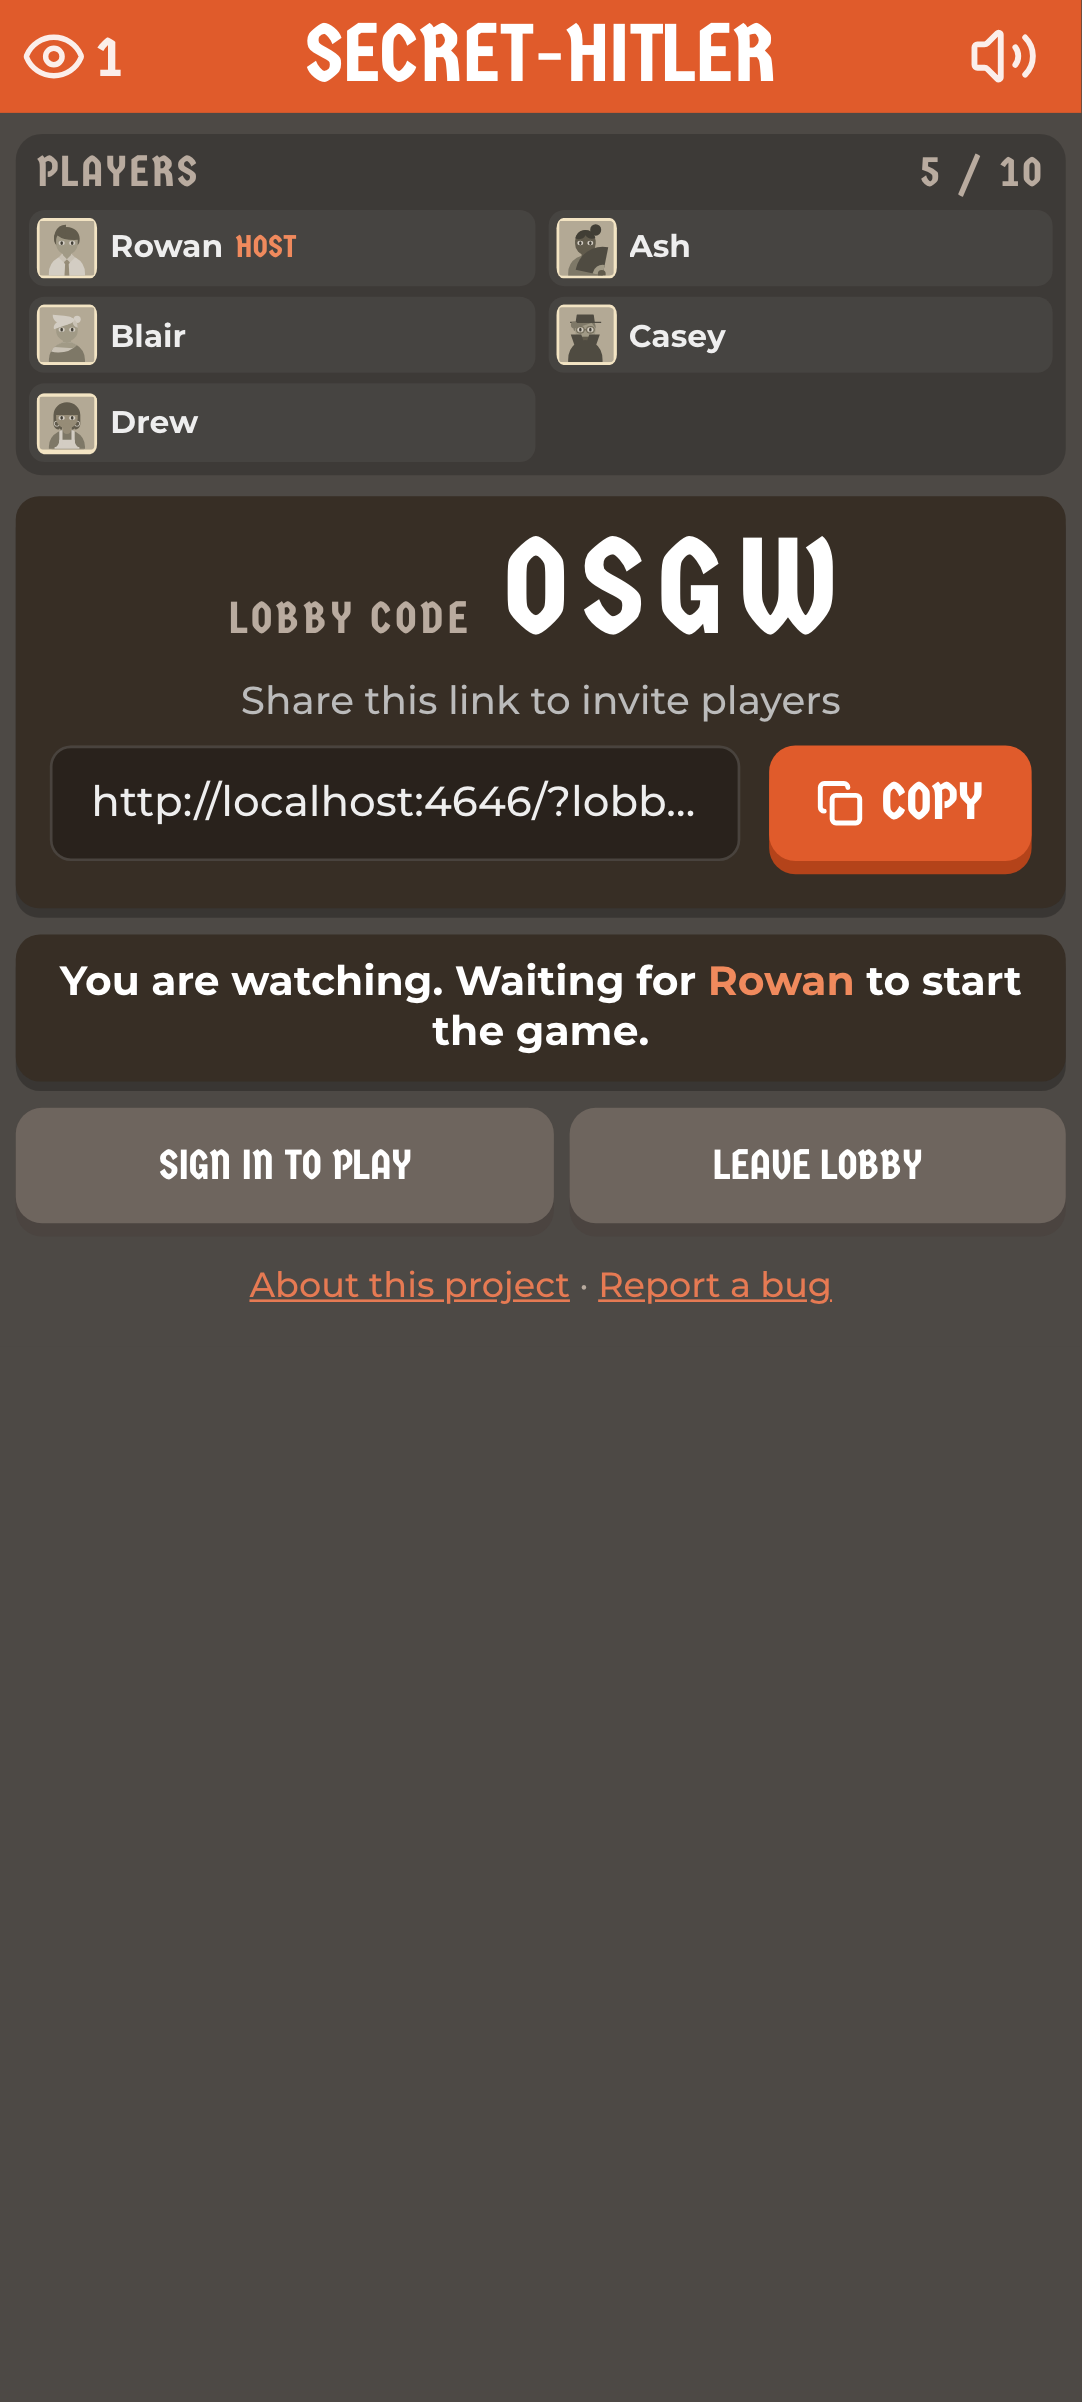 1
SECRET-HITLER
PLAYERS
5 / 10
Rowan HOST
Ash
Blair
Casey
Drew
LOBBY CODE OSGW
Share this link to invite players
http://localhost:4646/?lobb...
COPY
You are watching. Waiting for Rowan to start
the game.
SIGN IN TO PLAY
LEAVE LOBBY
About this project · Report a bug